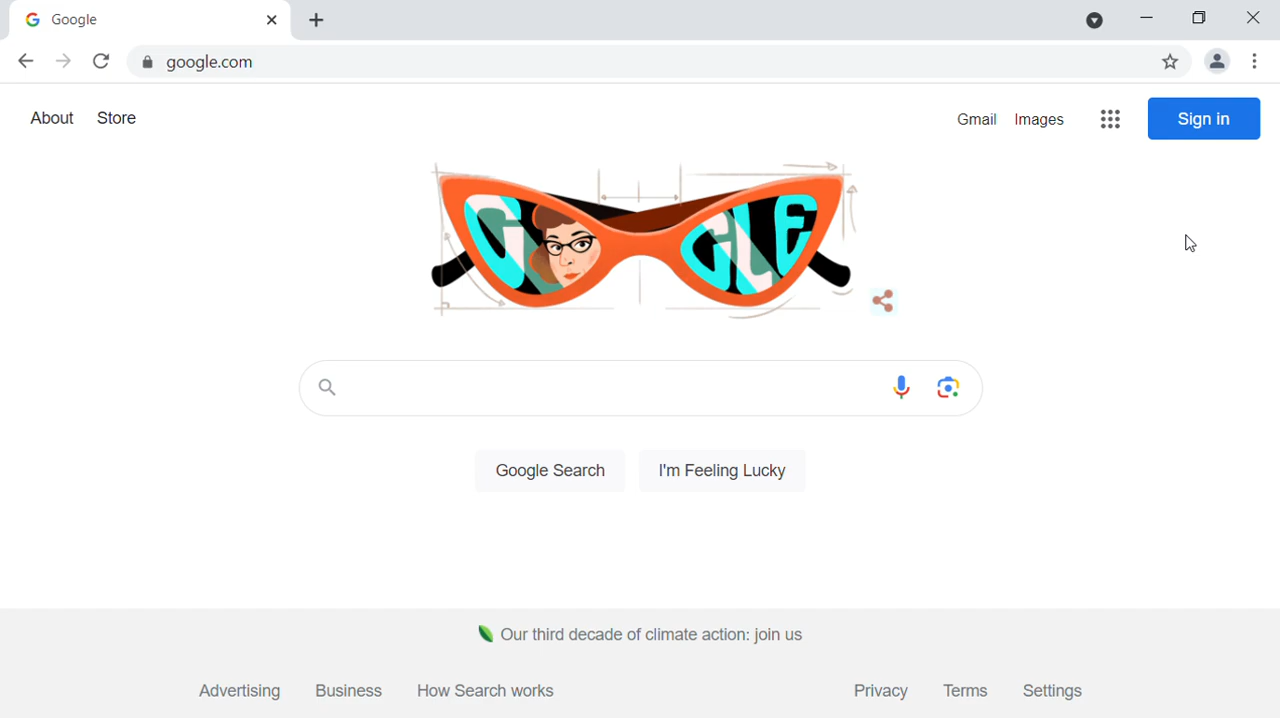 Google
google.com
About Store
Gmail Images
Sign in
G GLE
Google Search
I'm Feeling Lucky
Our third decade of climate action: join us
Advertising Business How Search works
Privacy Terms Settings